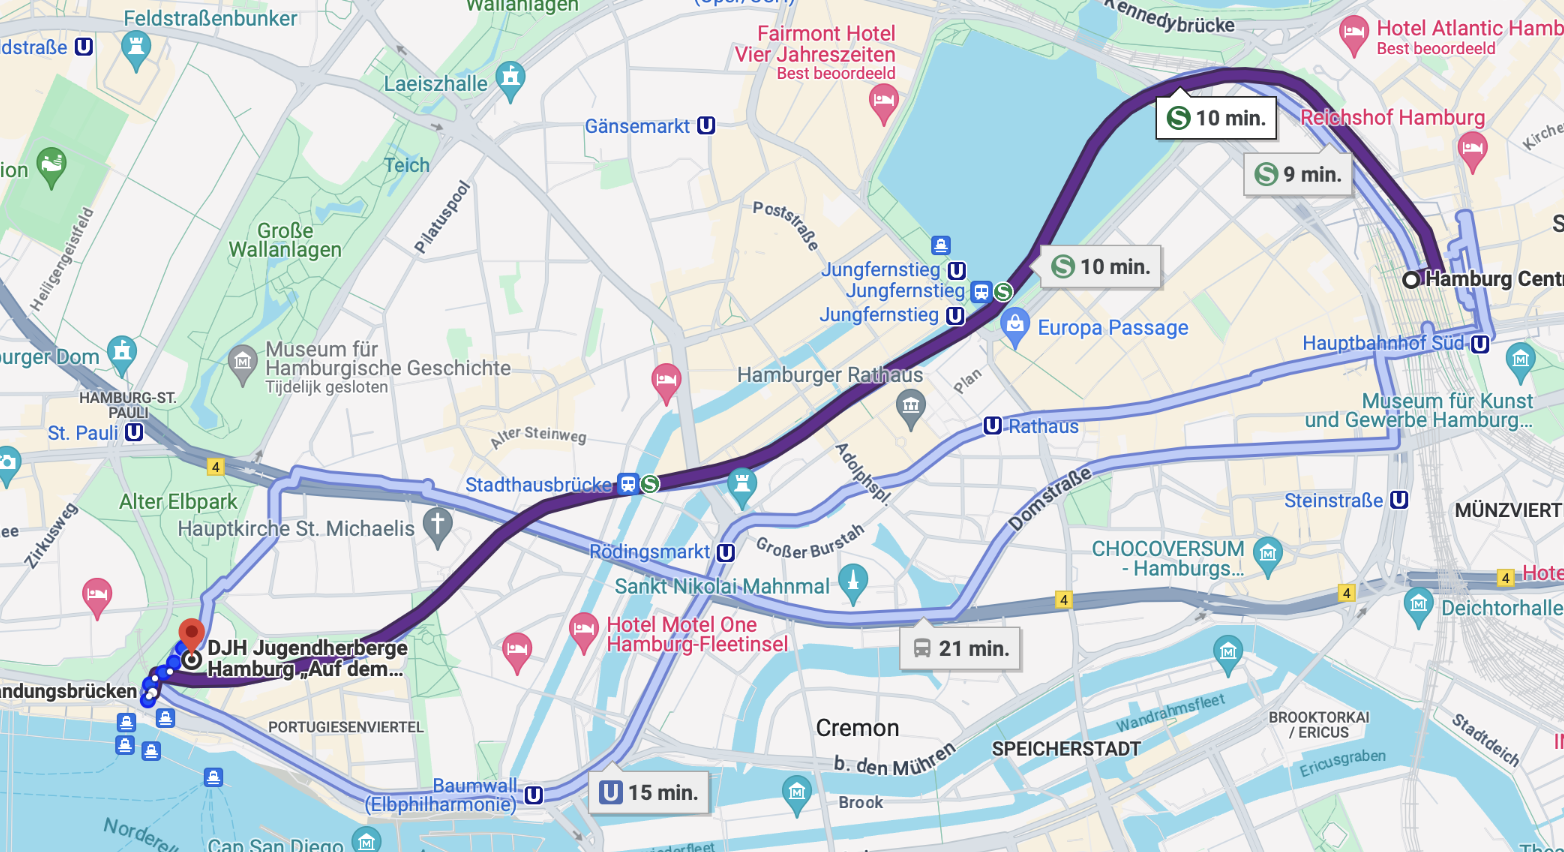 Wallanlagen
Feldstraßenbunker
Kennedybrücke
Fairmont Hotel
Vier Jahreszeiten
Best beoordeeld
Hotel Atlantic Hamb
Best beoordeeld
dstraße U
Laeiszhalle
S 10 min.
Reichshof Hamburg
Gänsemarkt U
Kirche
ion
Teich
S 9 min.
Pilatuspool
Poststraße
Große
Wallanlagen
Heiligengeistfeld
S
Jungfernstieg U
S 10 min.
Hamburg Cent
Jungfernstieg S
Jungfernstieg U
Europa Passage
Hauptbahnhof Süd U
urger Dom
Museum für
Hamburgische Geschichte
Tijdelijk gesloten
Hamburger Rathaus
Plan
HAMBURG-ST.
PAULI
Museum für Kunst
und Gewerbe Hamburg...
St. Pauli U
Alter Steinweg
U Rathaus
4
Adolphspl.
Stadthausbrücke S
Domstraße
Steinstraße U
Alter Elbpark
MÜNZVIERT
Hauptkirche St. Michaelis
ee
Zirkusweg
Rödingsmarkt U
Großer Burstah
CHOCOVERSUM
- Hamburgs...
Sankt Nikolai Mahnmal
4
4
4
Hote
Deichtorhalle
Hotel Motel One
Hamburg-Fleetinsel
DJH Jugendherberge
Hamburg „Auf dem...
21 min.
andungsbrücken
PORTUGIESENVIERTEL
Cremon
Wandrahmsfleet
BROOKTORKAI
/ ERICUS
Stadtdeich
SPEICHERSTADT
b. den Mühren
Ericusgraben
Baumwall
(Elbphilharmonie) U
U 15 min.
Brook
Norderel
Cap San Diego
derfleet